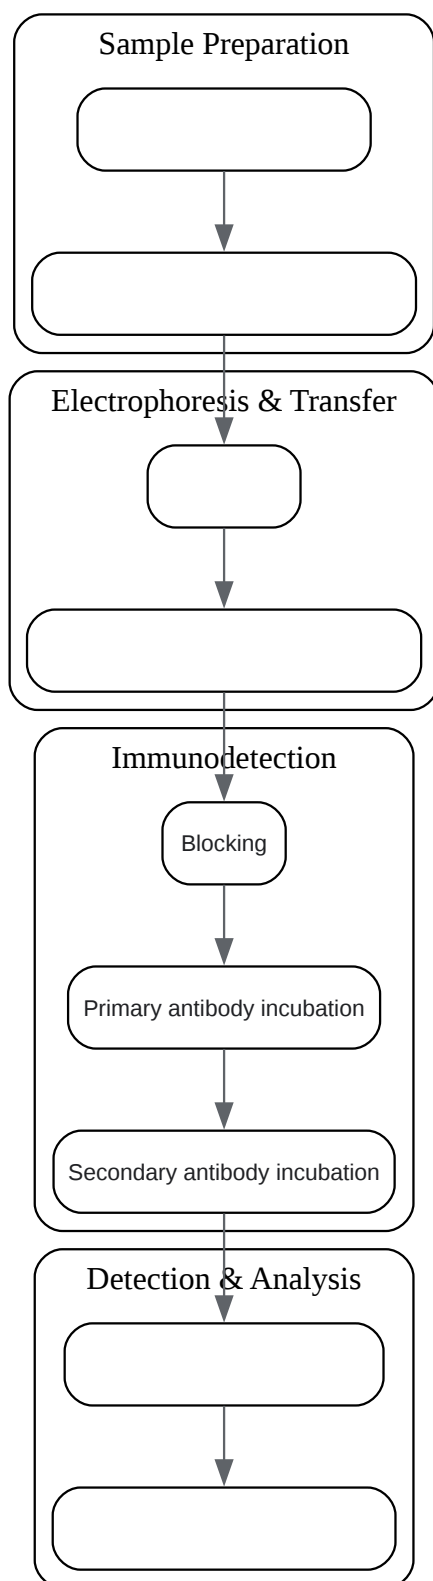 Sample Preparation
Electrophoresis & Transfer
Immunodetection
Blocking
Primary antibody incubation
Secondary antibody incubation
Detection & Analysis